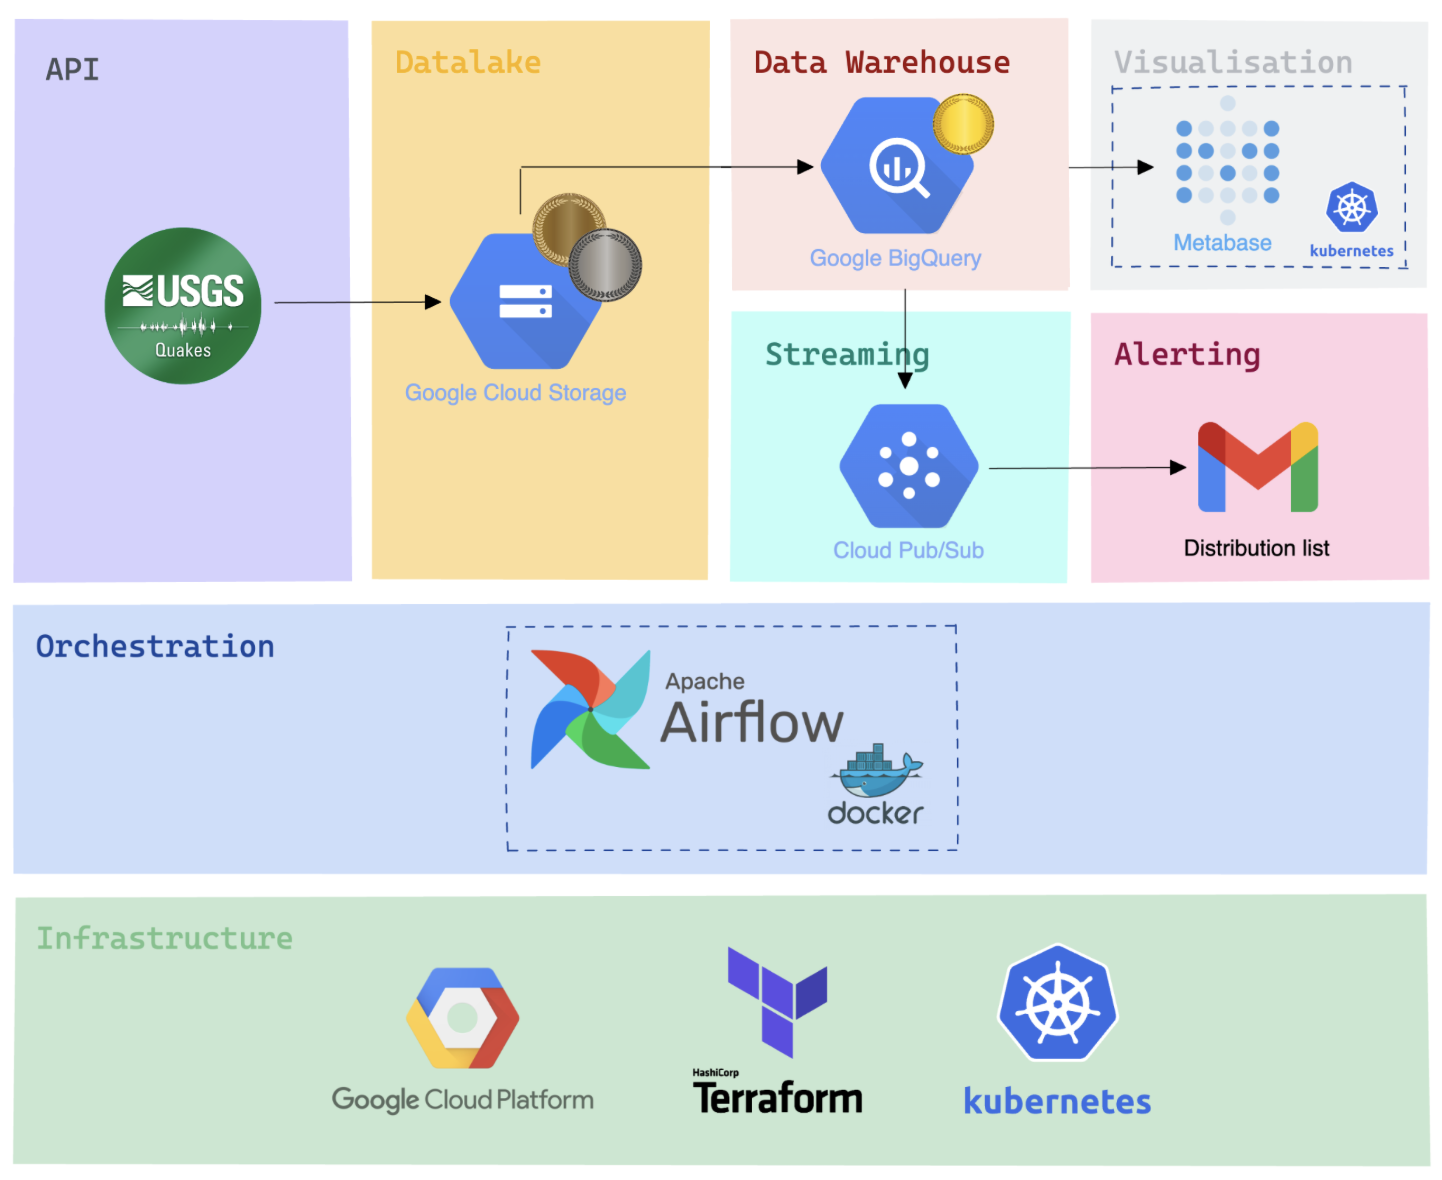 API
USGS
Quakes
Datalake
Google Cloud Storage
Data Warehouse
Google BigQuery
Visualisation
Metabase
kubernetes
Streaming
Cloud Pub/Sub
Alerting
Distribution list
Orchestration
Apache
Airflow
docker
Infrastructure
Google Cloud Platform
HashiCorp
Terraform
kubernetes